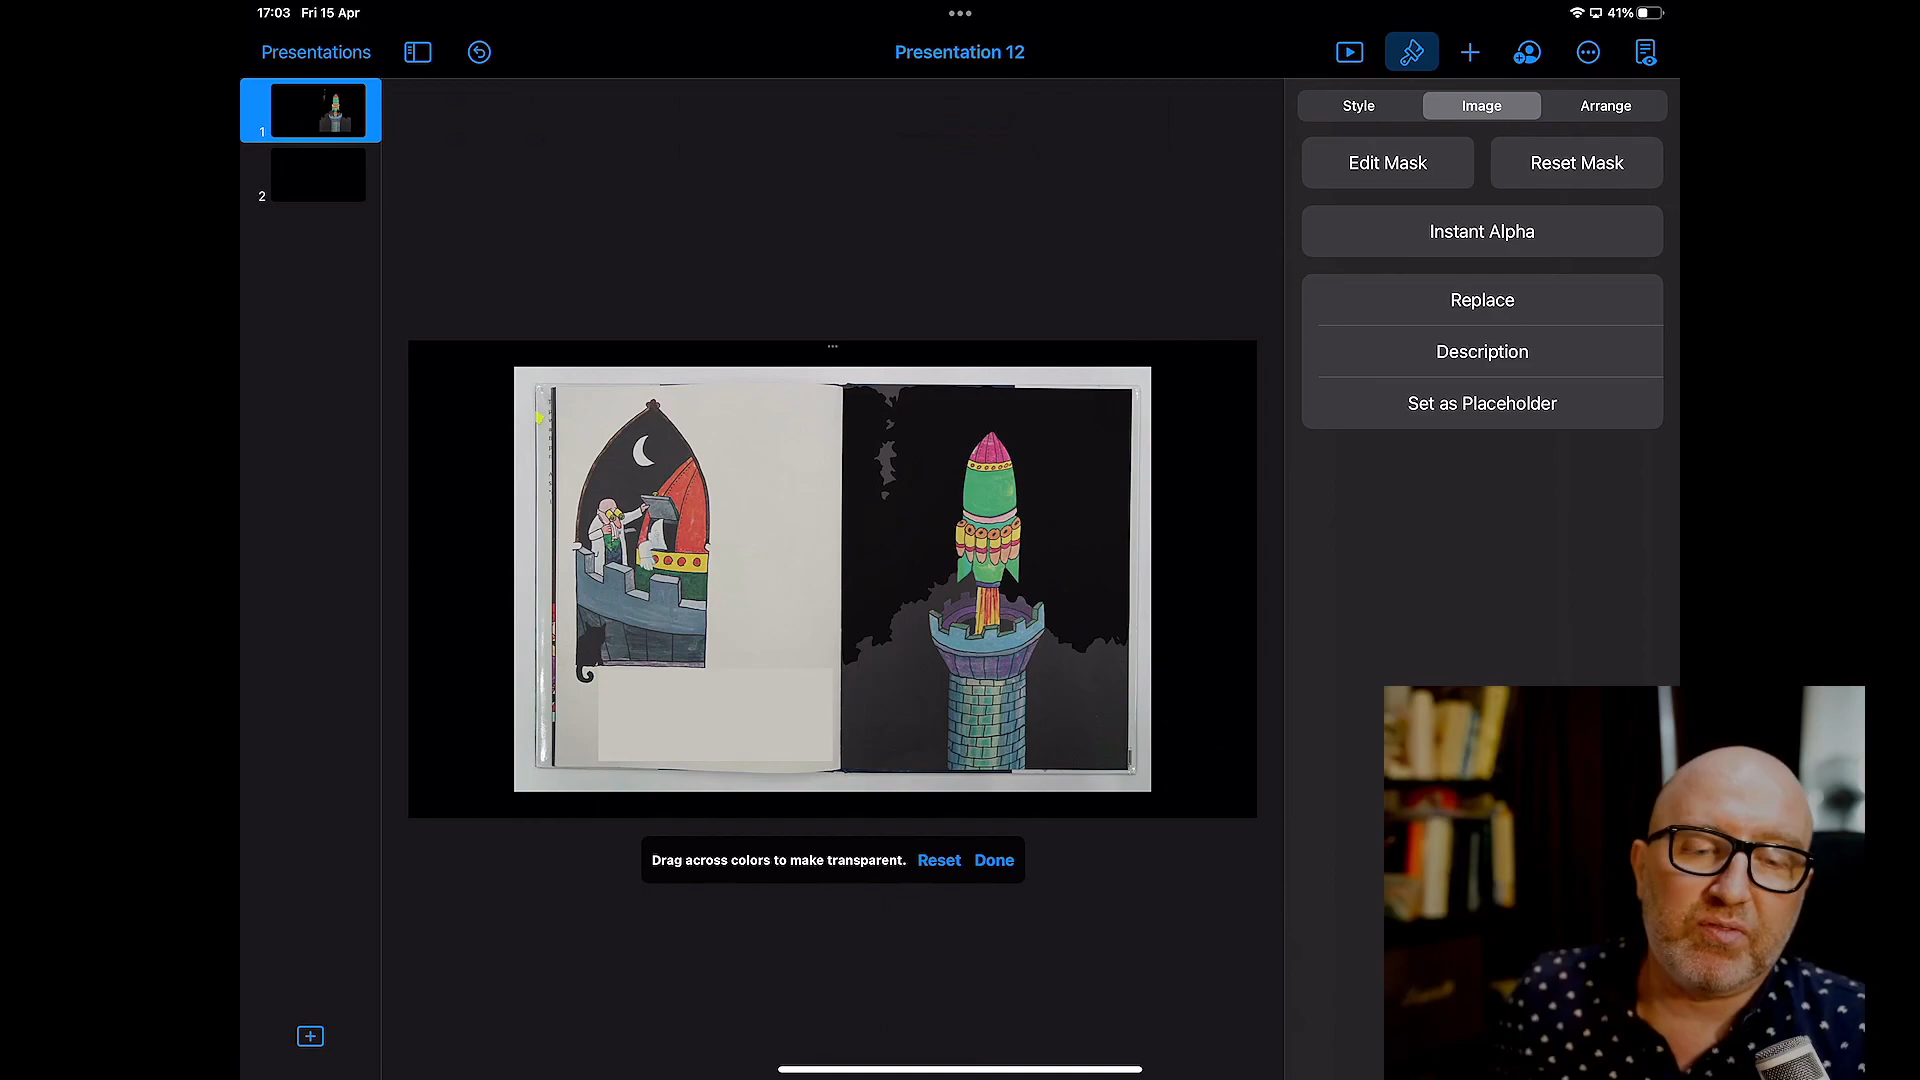 17:03 Fri 15 Apr
41%
Presentations
Presentation 12
1
2
Style
Image
Arrange
Edit Mask
Reset Mask
Instant Alpha
Replace
Description
Set as Placeholder
Drag across colors to make transparent. Reset Done